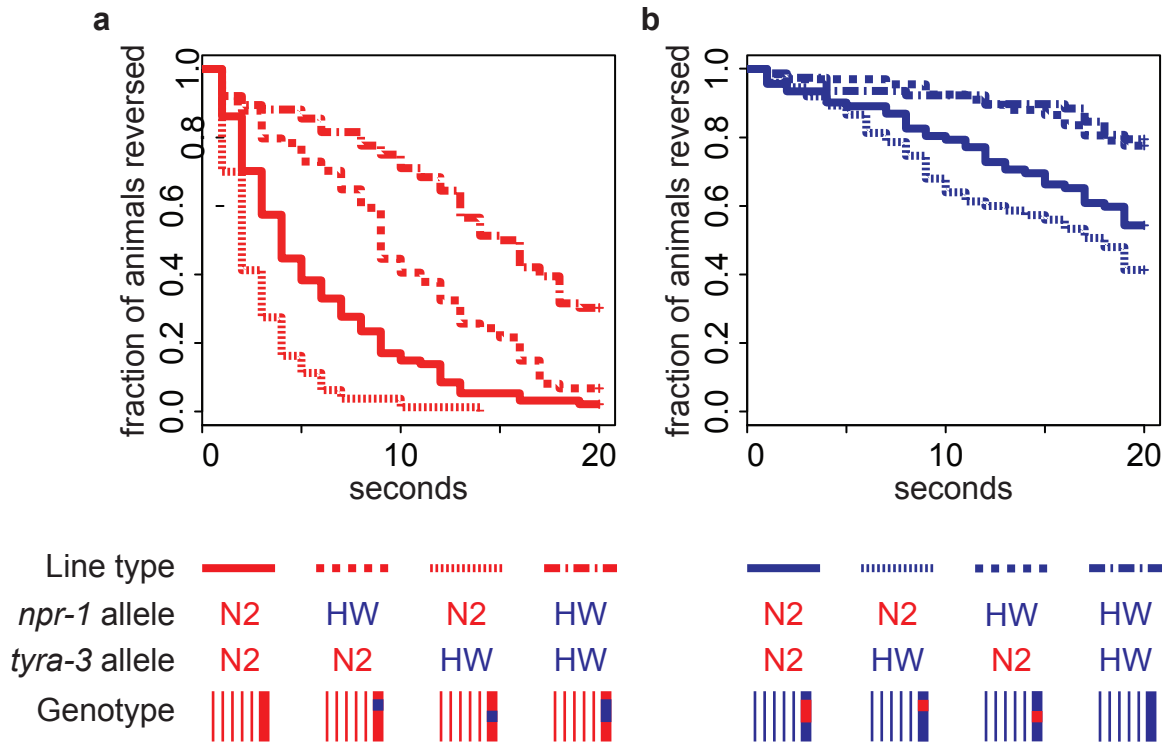 a
b
fraction of animals reversed
0.0 0.2 0.4 0.6 0.8 1.0
0 10 20
seconds
fraction of animals reversed
0.0 0.2 0.4 0.6 0.8 1.0
0 10 20
seconds
Line type
npr-1 allele N2 HW N2 HW N2 N2 HW HW
tyra-3 allele N2 N2 HW HW N2 HW N2 HW
Genotype